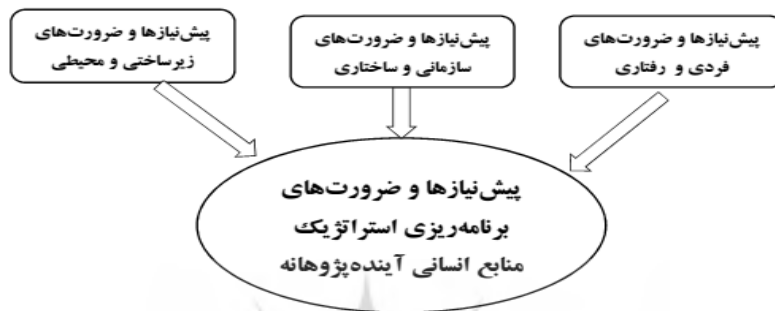 پیش‌نیازها و ضرورت‌های
فردی و رفتاری
پیش‌نیازها و ضرورت‌های
سازمانی و ساختاری
پیش‌نیازها و ضرورت‌های
زیرساختی و محیطی
پیش‌نیازها و ضرورت‌های
برنامه‌ریزی استراتژیک
منابع انسانی آینده‌پژوهانه